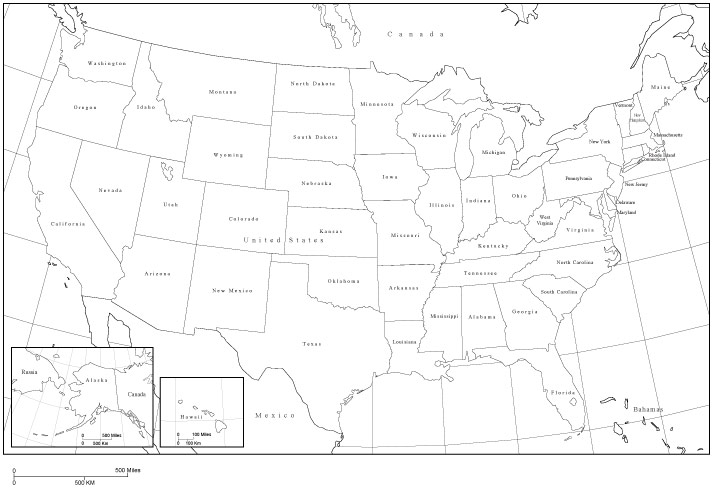 Canada
Washington
Montana
North Dakota
Minnesota
Maine
Oregon
Idaho
Vermont
New
Hampshire
Wisconsin
Massachusetts
South Dakota
New York
Michigan
Rhode Island
Connecticut
Wyoming
Iowa
Pennsylvania
Nebraska
New Jersy
Nevada
Utah
Illinois
Indiana
Ohio
Delaware
Maryland
Colorado
West
Virginia
California
Kansas
Missouri
Virginia
United States
Kentucky
North Carolina
Arizona
Oklahoma
Tennessee
New Mexico
Arkansas
South Carolina
Georgia
Mississippi
Alabama
Texas
Louisiana
Florida
Bahamas
Mexico
Russia
Alaska
Canada
0 500 Miles
0 500 Km
Hawaii
0 100 Miles
0 100 Km
0 500 Miles
0 500 KM